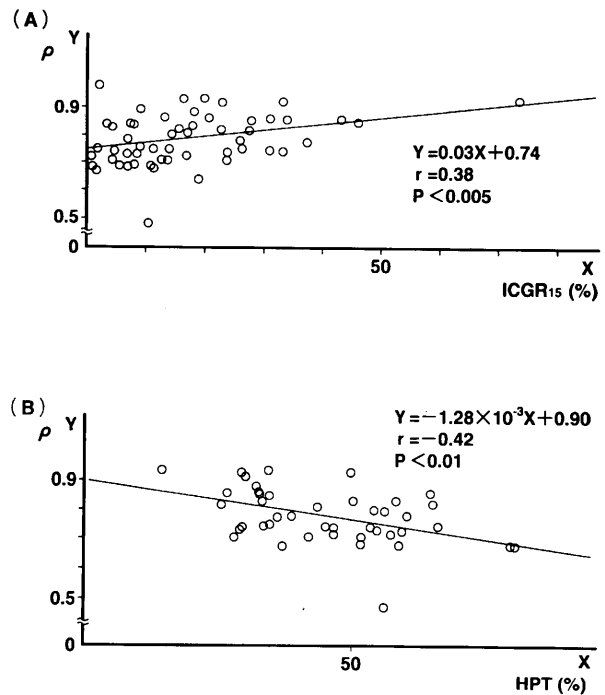 (A)
Y
ρ
0.9
0.5
0
Y=0.03X+0.74
r=0.38
P<0.005
50
X
ICGR15 (%)
(B)
Y
ρ
0.9
0.5
0
Y=−1.28×10-3X+0.90
r=−0.42
P<0.01
50
X
HPT (%)